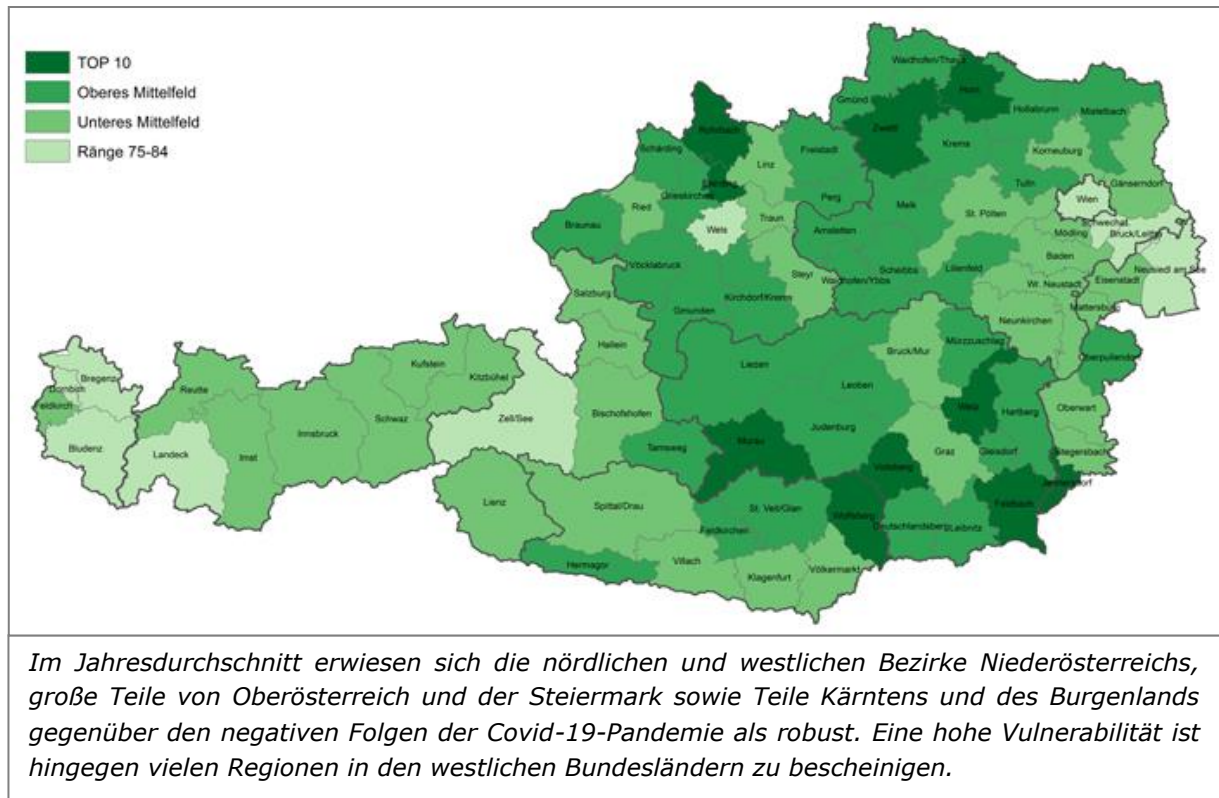 TOP 10
Oberes Mittelfeld
Unteres Mittelfeld
Ränge 75-84
Waidhofen/Thaya
Horn
Gmünd
Hollabrunn
Mistelbach
Zwettl
Rohrbach
Schärding
Linz
Freistadt
Krems
Korneuburg
Eferding
Grieskirchen
Gänserndorf
Perg
Tulln
Wien
Ried
Melk
St. Pölten
Schwechat
Braunau
Wels
Traun
Amstetten
Mödling
Bruck/Leitha
Baden
Vöcklabruck
Steyr
Scheibbs
Lilienfeld
Neusiedl am See
Waidhofen/Ybbs
Eisenstadt
Salzburg
Kirchdorf/Krems
Wr. Neustadt
Mattersburg
Gmunden
Neunkirchen
Hallein
Bruck/Mur
Mürzzuschlag
Oberpullendorf
Kufstein
Bregenz
Kitzbühel
Liezen
Dornbirn
Reutte
Leoben
Feldkirch
Schwaz
Bischofshofen
Weiz
Hartberg
Oberwart
Zell/See
Innsbruck
Judenburg
Bludenz
Landeck
Imst
Tamsweg
Murau
Graz
Gleisdorf
Stegersbach
Voitsberg
Jennersdorf
Lienz
Spittal/Drau
St. Veit/Glan
Wolfsberg
Feldbach
Feldkirchen
Deutschlandsberg
Leibnitz
Hermagor
Villach
Klagenfurt
Völkermarkt
Im Jahresdurchschnitt erwiesen sich die nördlichen und westlichen Bezirke Niederösterreichs,
große Teile von Oberösterreich und der Steiermark sowie Teile Kärntens und des Burgenlands
gegenüber den negativen Folgen der Covid-19-Pandemie als robust. Eine hohe Vulnerabilität ist
hingegen vielen Regionen in den westlichen Bundesländern zu bescheinigen.